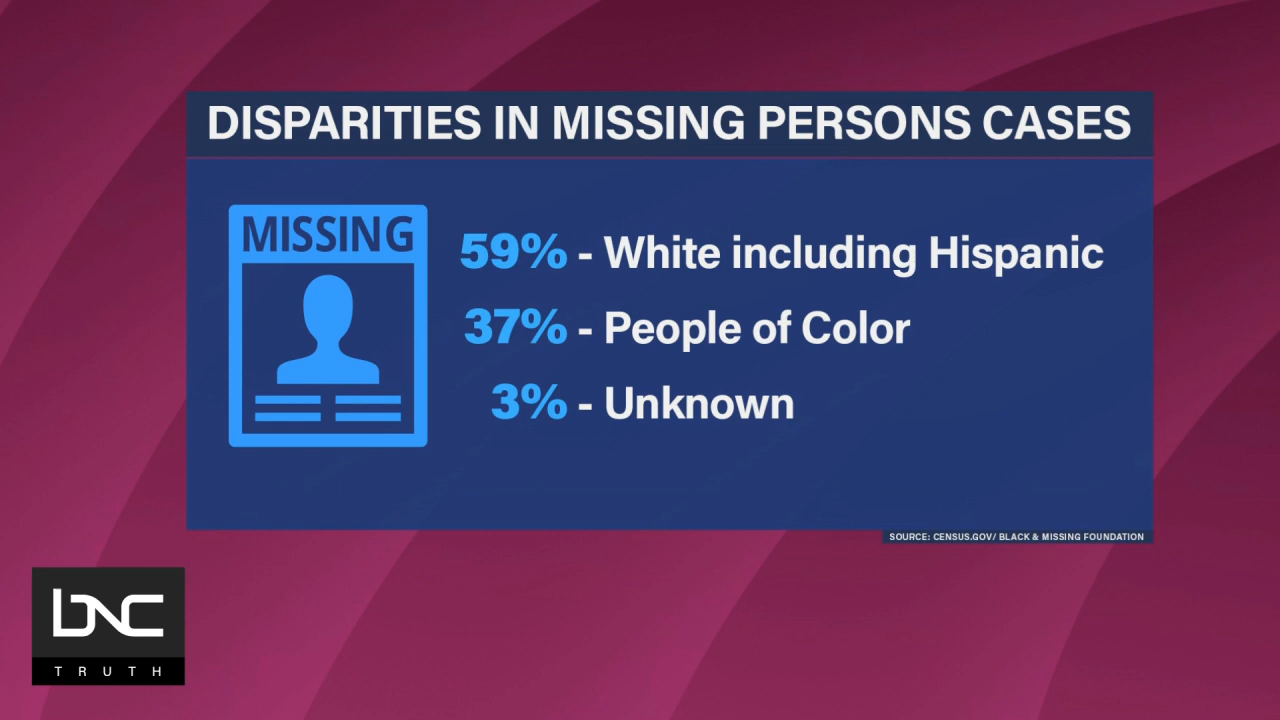 DISPARITIES IN MISSING PERSONS CASES
MISSING
59% - White including Hispanic
37% - People of Color
3% - Unknown
SOURCE: CENSUS.GOV/ BLACK & MISSING FOUNDATION
bNC
TRUTH